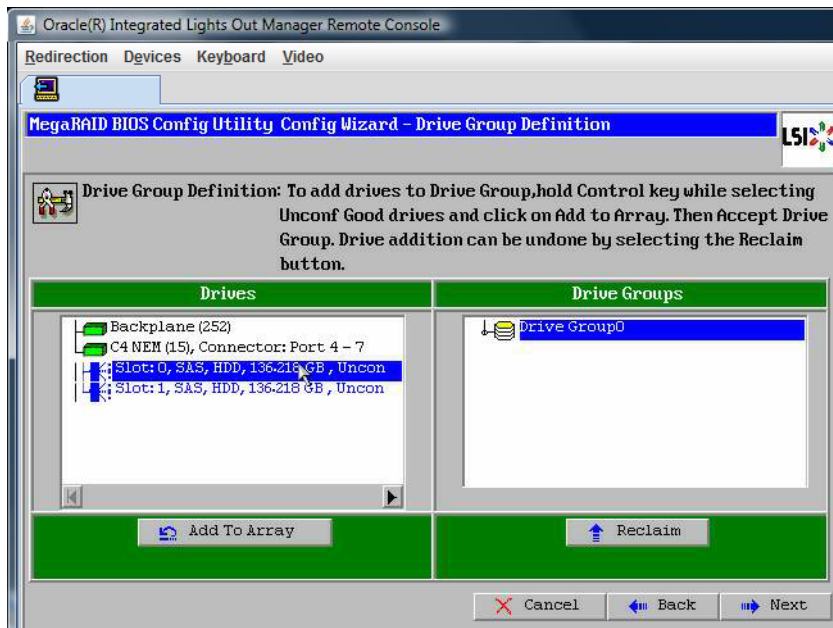 Oracle(R) Integrated Lights Out Manager Remote Console
Redirection Devices Keyboard Video
MegaRAID BIOS Config Utility Config Wizard - Drive Group Definition
LSI
Drive Group Definition: To add drives to Drive Group,hold Control key while selecting
Unconf Good drives and click on Add to Array. Then Accept Drive
Group. Drive addition can be undone by selecting the Reclaim
button.
Drives
Drive Groups
Backplane (252)
C4 NEM (15), Connector: Port 4 - 7
Slot: 0, SAS, HDD, 136.218 GB , Uncon
Slot: 1, SAS, HDD, 136.218 GB , Uncon
Drive Group0
Add To Array
Reclaim
Cancel
Back
Next